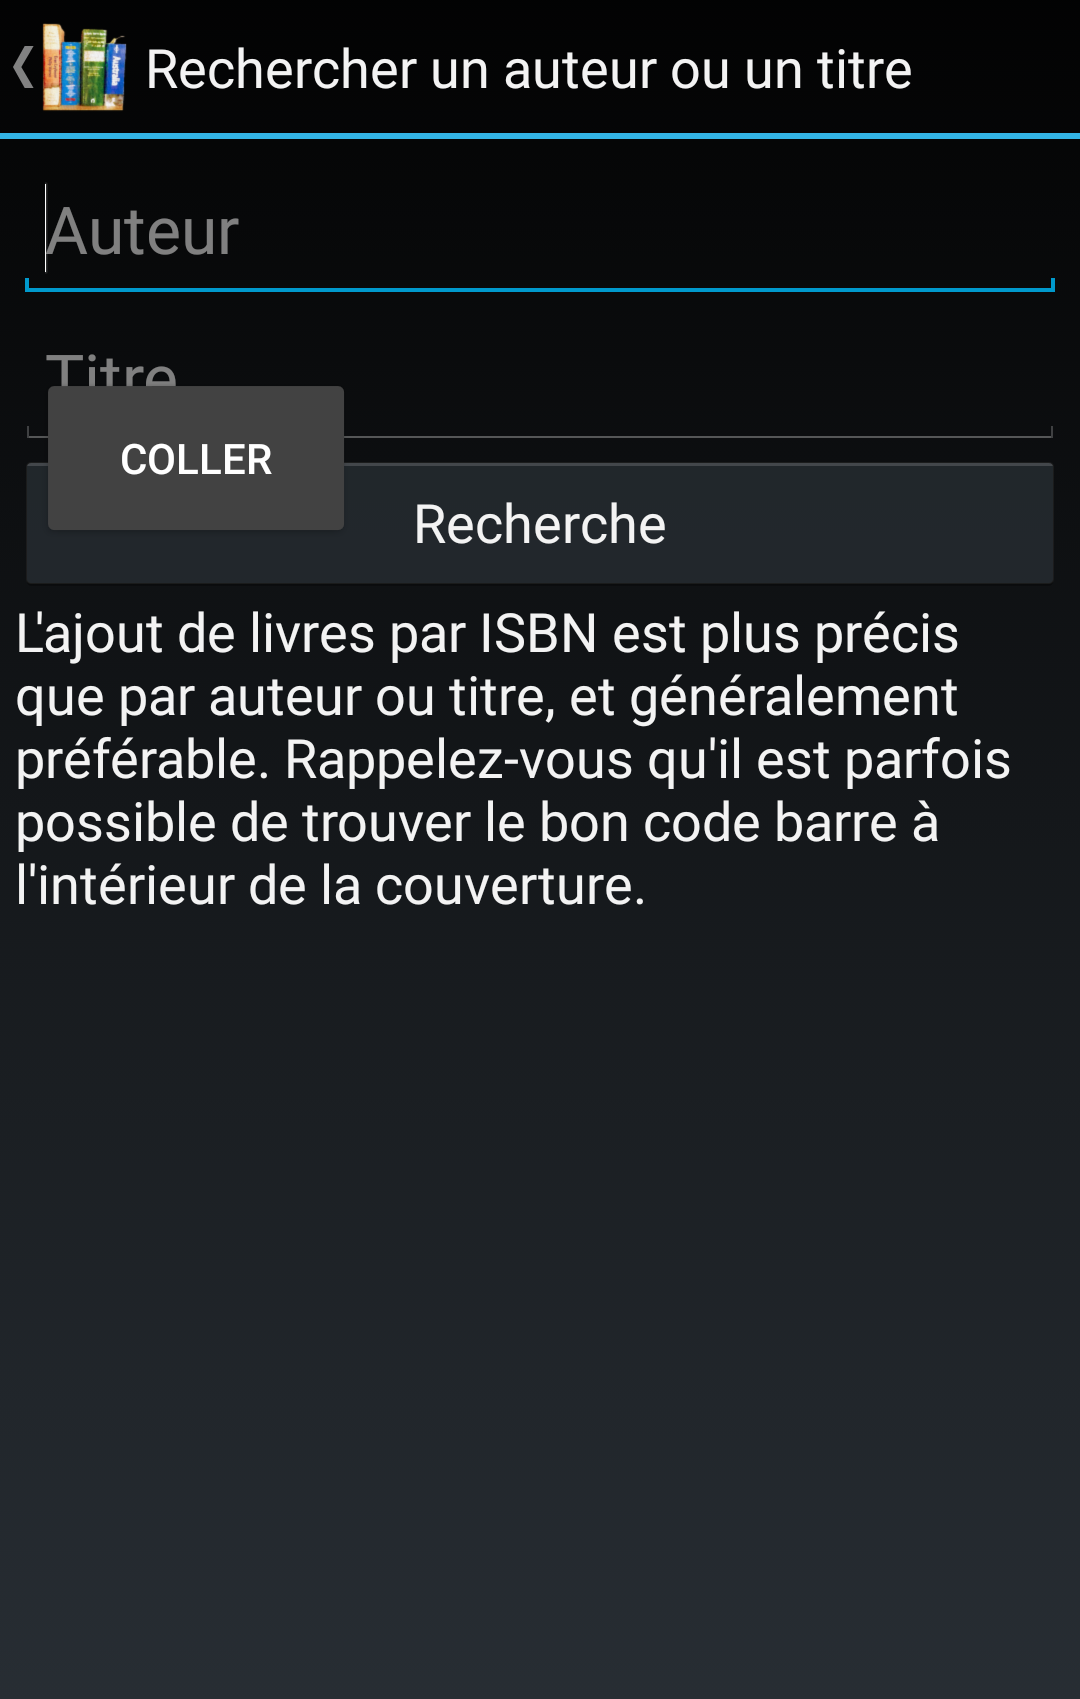 Rechercher un auteur ou un titre
Auteur
Titre
COLLER
Recherche
L'ajout de livres par ISBN est plus précis
que par auteur ou titre, et généralement
préférable. Rappelez-vous qu'il est parfois
possible de trouver le bon code barre à
l'intérieur de la couverture.